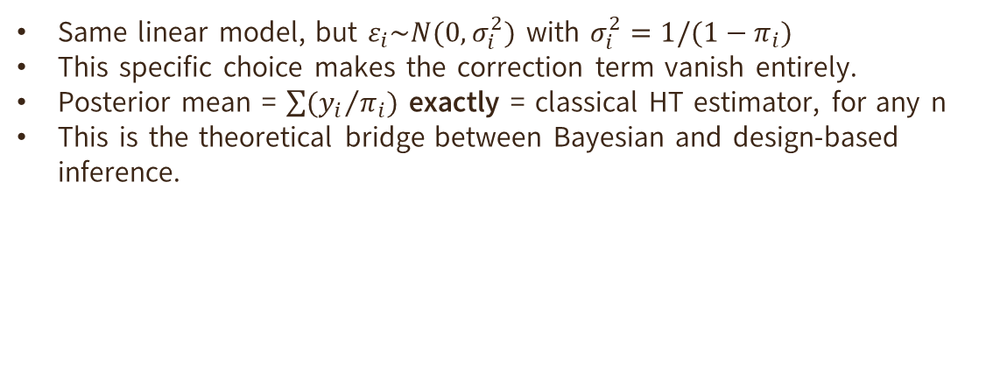 • Same linear model, but 𝜀ᵢ~𝑁(0, 𝜎ᵢ²) with 𝜎ᵢ² = 1/(1 − 𝜋ᵢ)
• This specific choice makes the correction term vanish entirely.
• Posterior mean = ∑(𝑦ᵢ/𝜋ᵢ) exactly = classical HT estimator, for any n
• This is the theoretical bridge between Bayesian and design-based
inference.